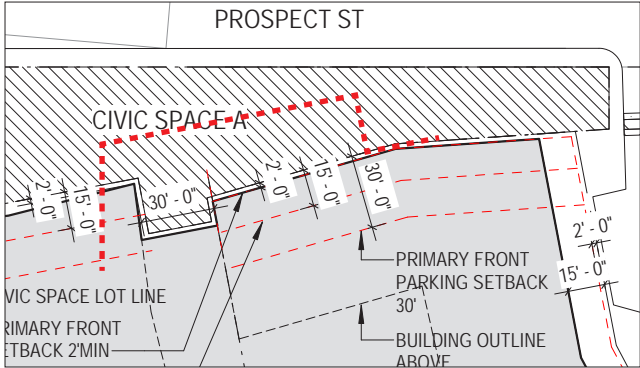 PROSPECT ST
CIVIC SPACE A
2' - 0"
15' - 0"
30' - 0"
2' - 0"
15' - 0"
30' - 0"
2' - 0"
15' - 0"
PRIMARY FRONT
PARKING SETBACK
30'
VIC SPACE LOT LINE
RIMARY FRONT
ETBACK 2'MIN
BUILDING OUTLINE
ABOVE